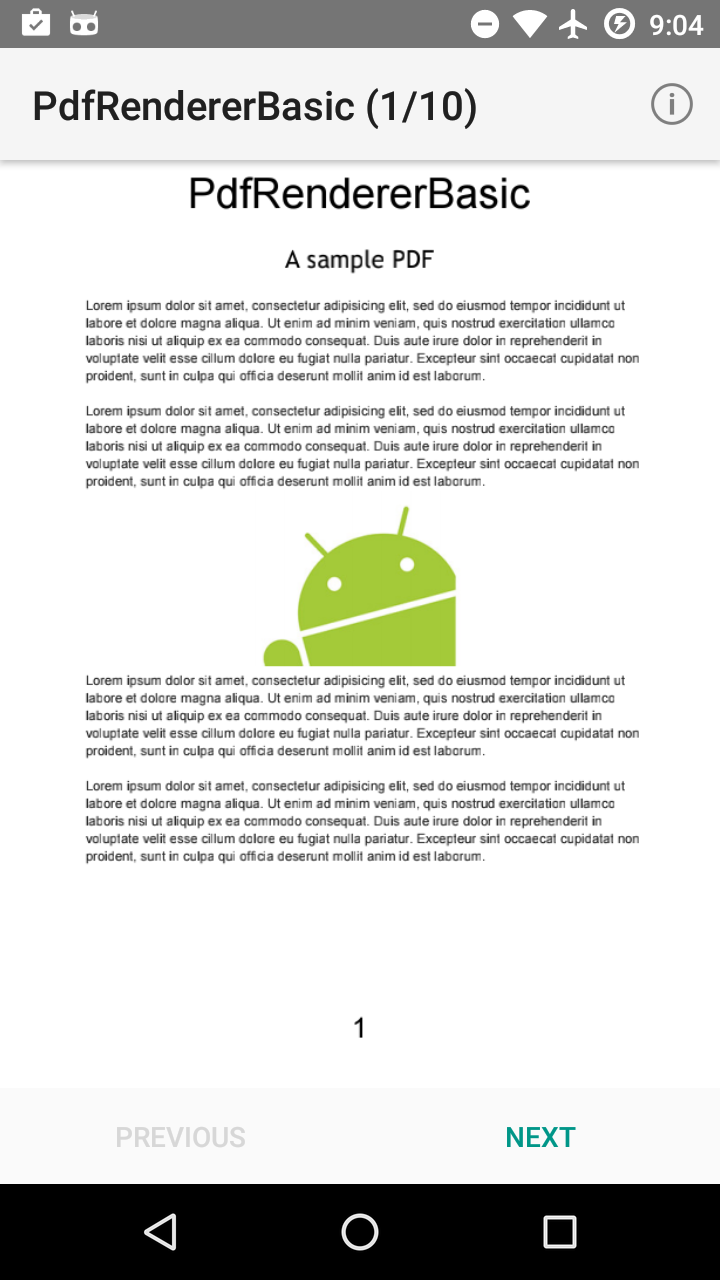 9:04
PdfRendererBasic (1/10)
PdfRendererBasic
A sample PDF
Lorem ipsum dolor sit amet, consectetur adipisicing elit, sed do eiusmod tempor incididunt ut
labore et dolore magna aliqua. Ut enim ad minim veniam, quis nostrud exercitation ullamco
laboris nisi ut aliquip ex ea commodo consequat. Duis aute irure dolor in reprehenderit in
voluptate velit esse cillum dolore eu fugiat nulla pariatur. Excepteur sint occaecat cupidatat non
proident, sunt in culpa qui officia deserunt mollit anim id est laborum.
Lorem ipsum dolor sit amet, consectetur adipisicing elit, sed do eiusmod tempor incididunt ut
labore et dolore magna aliqua. Ut enim ad minim veniam, quis nostrud exercitation ullamco
laboris nisi ut aliquip ex ea commodo consequat. Duis aute irure dolor in reprehenderit in
voluptate velit esse cillum dolore eu fugiat nulla pariatur. Excepteur sint occaecat cupidatat non
proident, sunt in culpa qui officia deserunt mollit anim id est laborum.
Lorem ipsum dolor sit amet, consectetur adipisicing elit, sed do eiusmod tempor incididunt ut
labore et dolore magna aliqua. Ut enim ad minim veniam, quis nostrud exercitation ullamco
laboris nisi ut aliquip ex ea commodo consequat. Duis aute irure dolor in reprehenderit in
voluptate velit esse cillum dolore eu fugiat nulla pariatur. Excepteur sint occaecat cupidatat non
proident, sunt in culpa qui officia deserunt mollit anim id est laborum.
Lorem ipsum dolor sit amet, consectetur adipisicing elit, sed do eiusmod tempor incididunt ut
labore et dolore magna aliqua. Ut enim ad minim veniam, quis nostrud exercitation ullamco
laboris nisi ut aliquip ex ea commodo consequat. Duis aute irure dolor in reprehenderit in
voluptate velit esse cillum dolore eu fugiat nulla pariatur. Excepteur sint occaecat cupidatat non
proident, sunt in culpa qui officia deserunt mollit anim id est laborum.
1
PREVIOUS NEXT